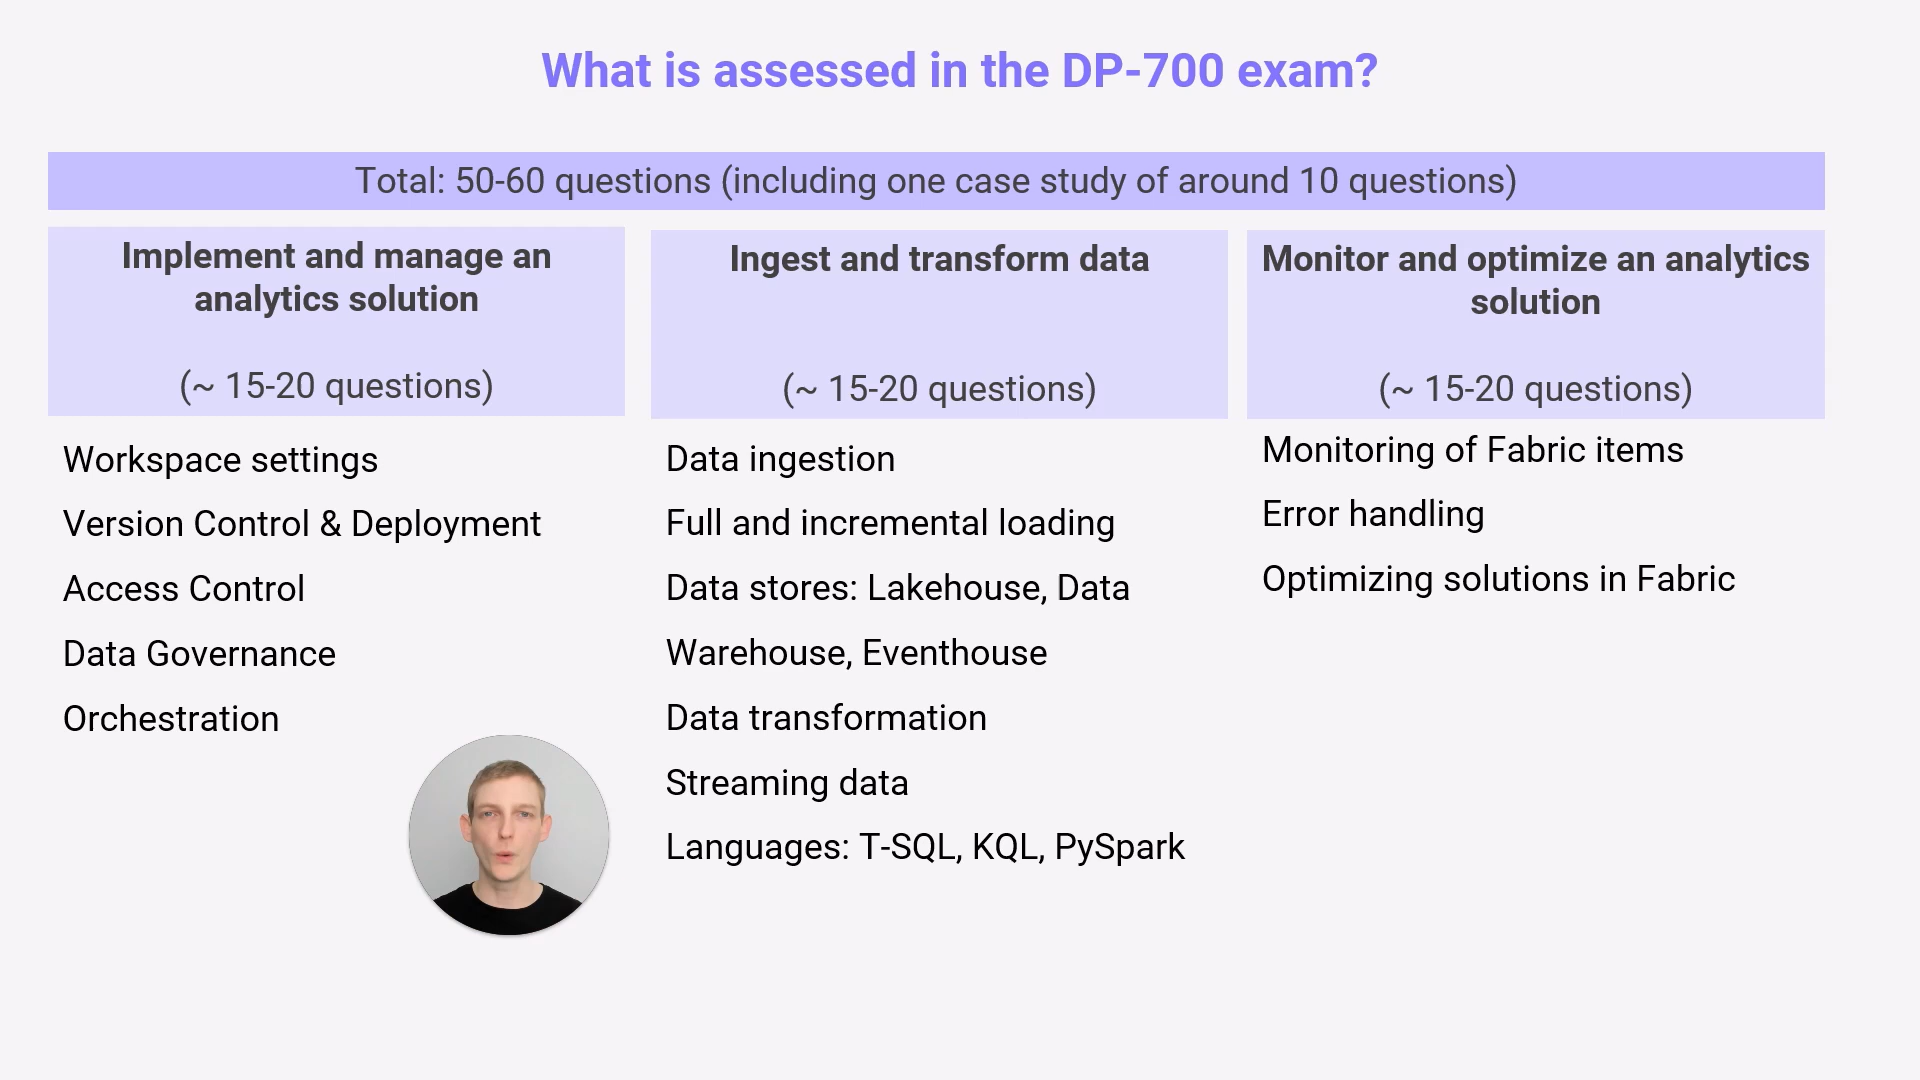 What is assessed in the DP-700 exam?
Total: 50-60 questions (including one case study of around 10 questions)
Implement and manage an
analytics solution
(~ 15-20 questions)
Workspace settings
Version Control & Deployment
Access Control
Data Governance
Orchestration
Ingest and transform data
(~ 15-20 questions)
Data ingestion
Full and incremental loading
Data stores: Lakehouse, Data
Warehouse, Eventhouse
Data transformation
Streaming data
Languages: T-SQL, KQL, PySpark
Monitor and optimize an analytics
solution
(~ 15-20 questions)
Monitoring of Fabric items
Error handling
Optimizing solutions in Fabric